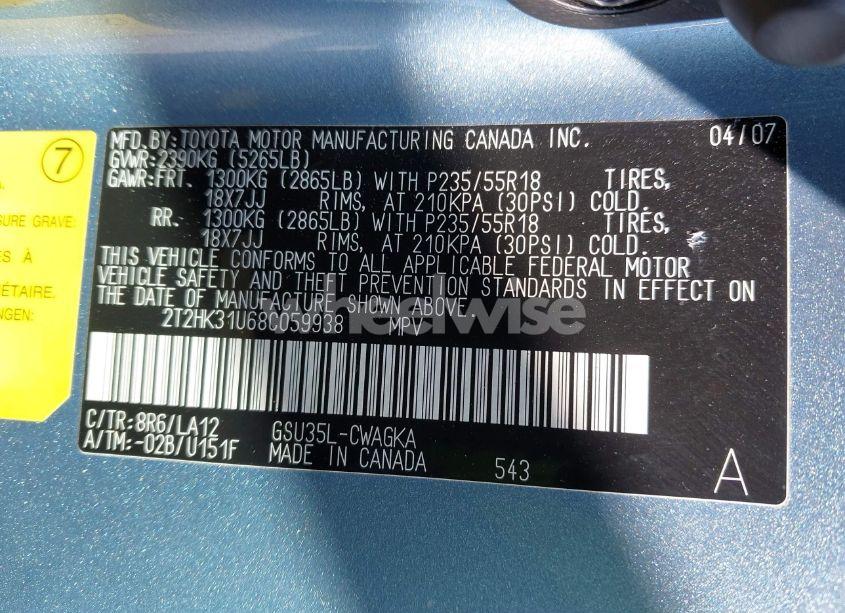 MFD. BY: TOYOTA MOTOR MANUFACTURING CANADA INC. 04/07
GVWR: 2390KG (5265LB)
GAWR: FRT. 1300KG (2865LB) WITH P235/55R18 TIRES,
18X7JJ RIMS, AT 210KPA (30PSI) COLD.
RR. 1300KG (2865LB) WITH P235/55R18 TIRES,
18X7JJ RIMS, AT 210KPA (30PSI) COLD.
THIS VEHICLE CONFORMS TO ALL APPLICABLE FEDERAL MOTOR
VEHICLE SAFETY AND THEFT PREVENTION STANDARDS IN EFFECT ON
THE DATE OF MANUFACTURE SHOWN ABOVE.
2T2HK31U68C059938 MPV
C/TR: 8R6/LA12 GSU35L-CWAGKA
A/TM: -02B/U151F MADE IN CANADA 543 A
7
SURE GRAVE
S À
ÉTAIRE.
NGEN:
wheelwise